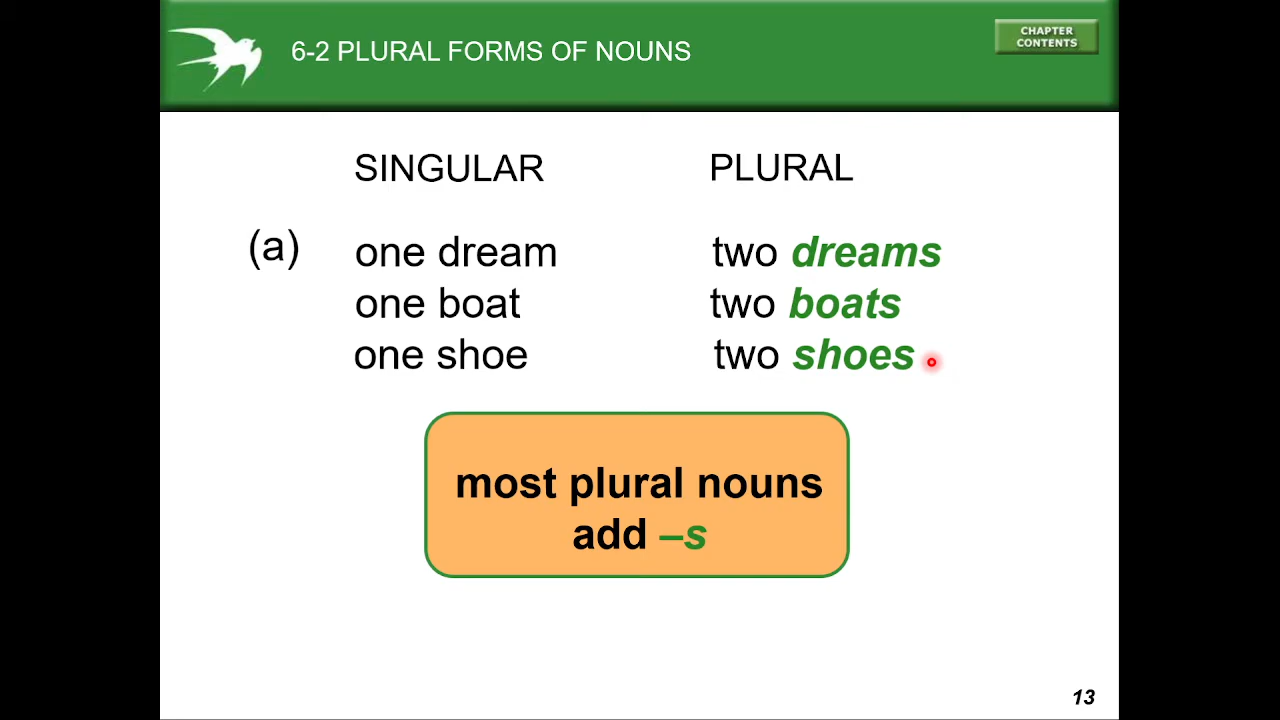 6-2 PLURAL FORMS OF NOUNS
CHAPTER
CONTENTS
SINGULAR PLURAL
(a) one dream two dreams
one boat two boats
one shoe two shoes
most plural nouns
add –s
13